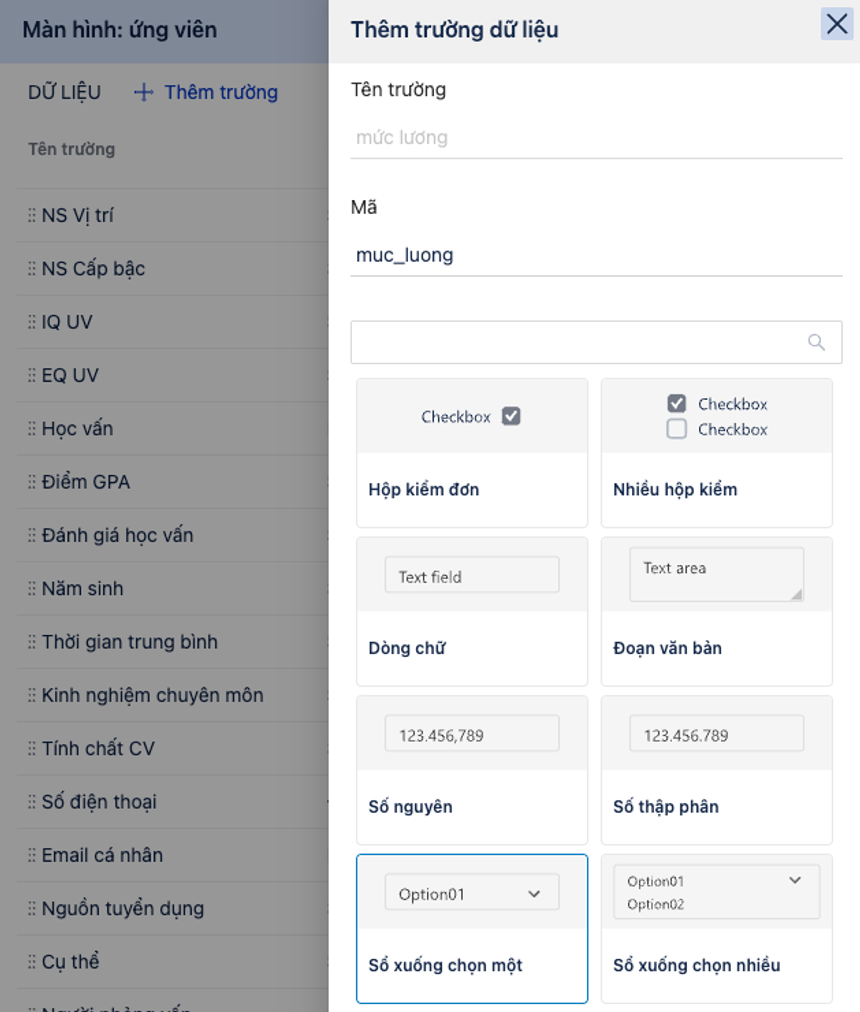 Màn hình: ứng viên
DỮ LIỆU
Thêm trường
Tên trường
NS Vị trí
NS Cấp bậc
IQ UV
EQ UV
Học vấn
Điểm GPA
Đánh giá học vấn
Năm sinh
Thời gian trung bình
Kinh nghiệm chuyên môn
Tính chất CV
Số điện thoại
Email cá nhân
Nguồn tuyển dụng
Cụ thể
Người phỏng vấn
Thêm trường dữ liệu
Tên trường
mức lương
Mã
muc_luong
Checkbox
Hộp kiểm đơn
Checkbox
Checkbox
Nhiều hộp kiểm
Text field
Dòng chữ
Text area
Đoạn văn bản
123.456,789
Số nguyên
123.456.789
Số thập phân
Option01
Sổ xuống chọn một
Option01
Option02
Sổ xuống chọn nhiều